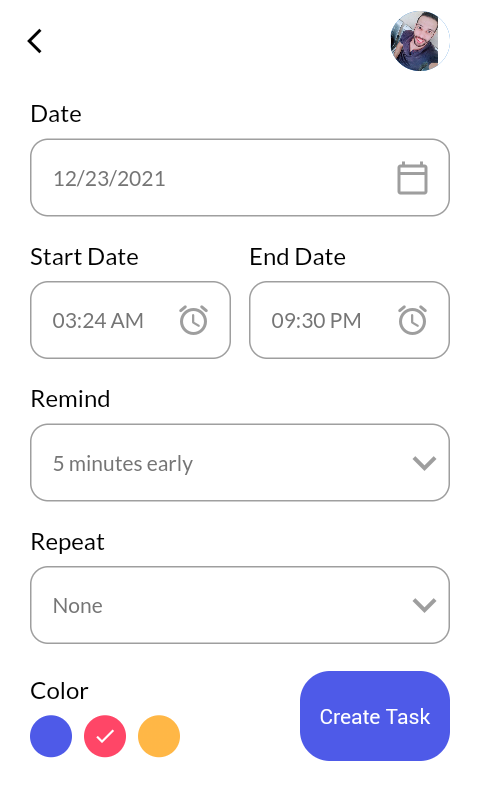 Date
12/23/2021
Start Date
End Date
03:24 AM
09:30 PM
Remind
5 minutes early
Repeat
None
Color
Create Task